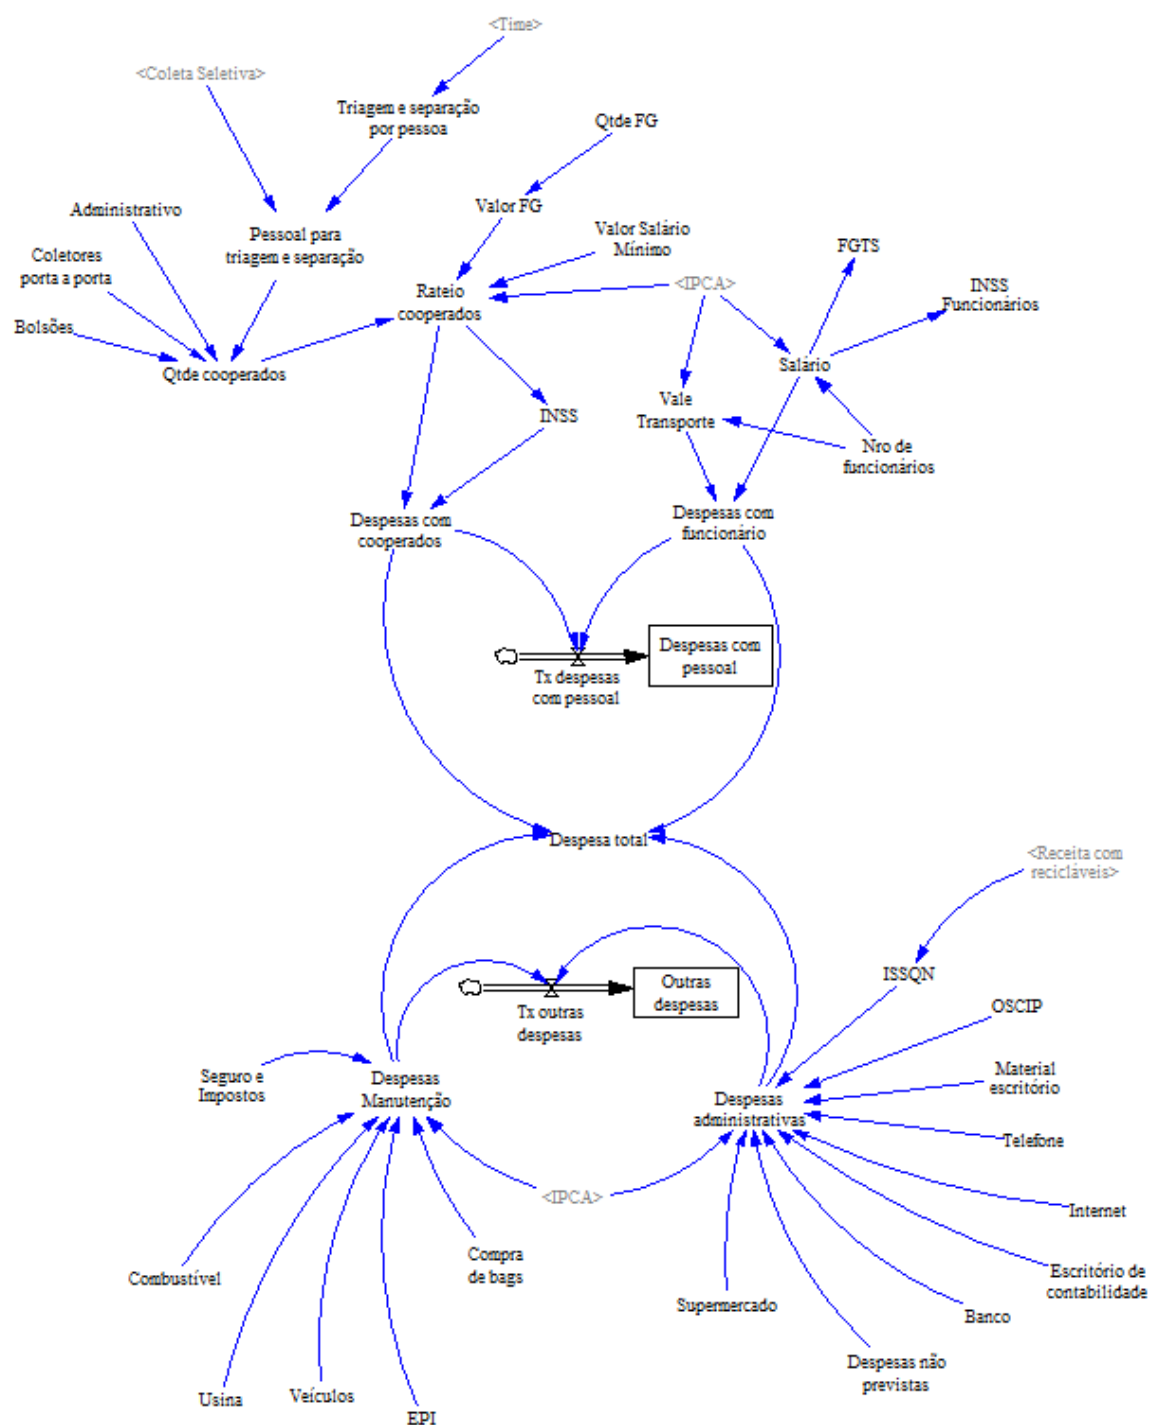 <Time>
<Coleta Seletiva>
Triagem e separação
por pessoa
Qtde FG
Administrativo
Valor FG
Pessoal para
triagem e separação
Valor Salário
Mínimo
FGTS
Coletores
porta a porta
Rateio
cooperados
<IPCA>
INSS
Funcionários
Bolsões
Qtde cooperados
Salário
Vale
Transporte
INSS
Nro de
funcionários
Despesas com
cooperados
Despesas com
funcionário
Despesas com
pessoal
Tx despesas
com pessoal
Despesa total
<Receita com
recicláveis>
ISSQN
Outras
despesas
Tx outras
despesas
OSCIP
Seguro e
Impostos
Despesas
Manutenção
Despesas
administrativas
Material
escritório
Telefone
<IPCA>
Internet
Combustível
Compra
de bags
Supermercado
Escritório de
contabilidade
Banco
Usina
Veículos
EPI
Despesas não
previstas